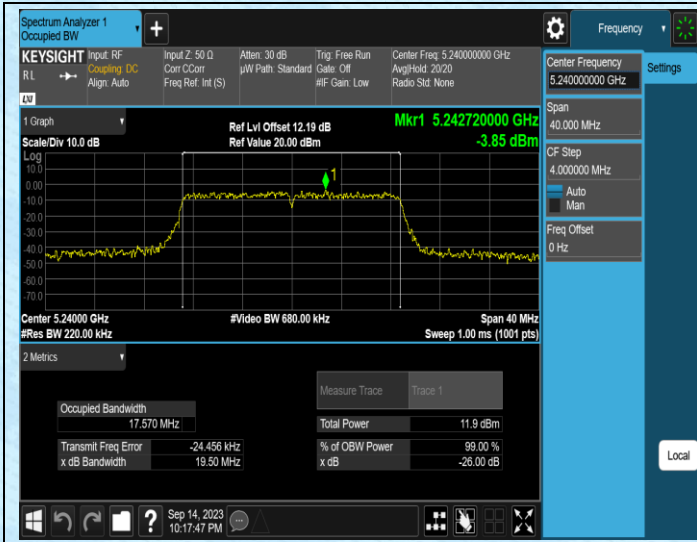 Spectrum Analyzer 1
Occupied BW
+
Frequency
KEYSIGHT
RL
LXI
Input: RF
Coupling: DC
Align: Auto
Input Z: 50 Ω
Corr CCorr
Freq Ref: Int (S)
Atten: 30 dB
µW Path: Standard
Trig: Free Run
Gate: Off
#IF Gain: Low
Center Freq: 5.240000000 GHz
Avg|Hold: 20/20
Radio Std: None
Center Frequency
5.240000000 GHz
Settings
Span
40.000 MHz
CF Step
4.000000 MHz
Auto
Man
Freq Offset
0 Hz
1 Graph
Scale/Div 10.0 dB
Ref Lvl Offset 12.19 dB
Ref Value 20.00 dBm
Mkr1 5.242720000 GHz
-3.85 dBm
Log
10.0
0.00
-10.0
-20.0
-30.0
-40.0
-50.0
-60.0
-70.0
1
Center 5.24000 GHz
#Res BW 220.00 kHz
#Video BW 680.00 kHz
Span 40 MHz
Sweep 1.00 ms (1001 pts)
2 Metrics
Measure Trace
Trace 1
Occupied Bandwidth
17.570 MHz
Total Power
11.9 dBm
Transmit Freq Error
-24.456 kHz
% of OBW Power
99.00 %
x dB Bandwidth
19.50 MHz
x dB
-26.00 dB
Local
?
Sep 14, 2023
10:17:47 PM